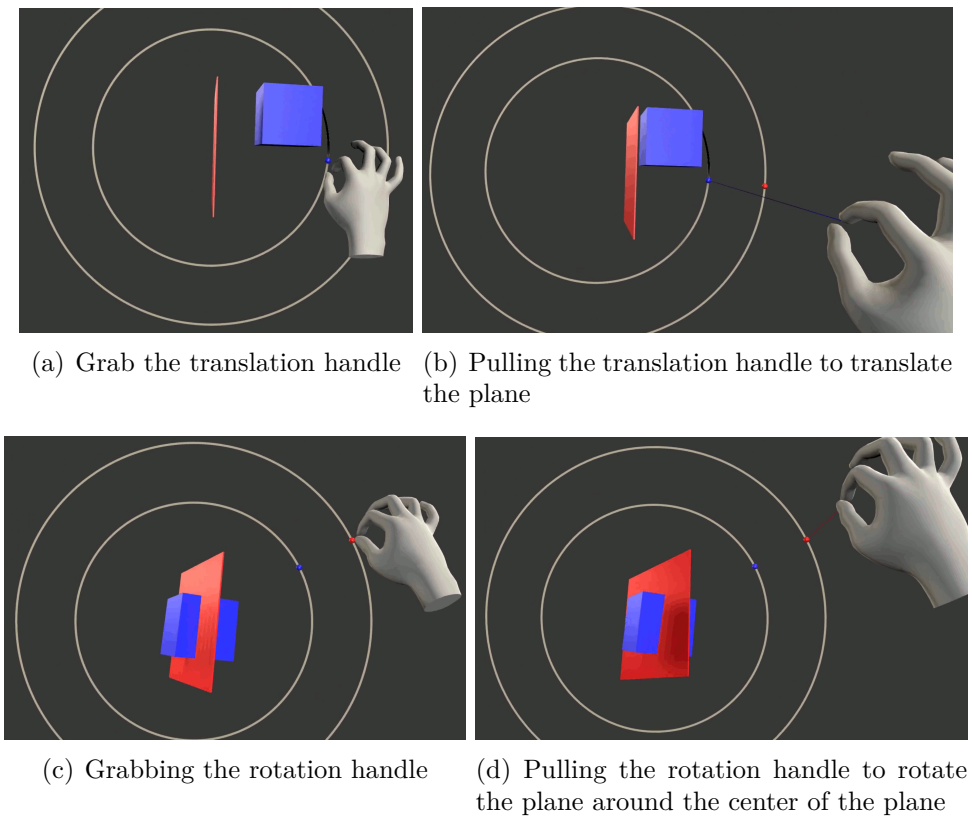 (a) Grab the translation handle
(b) Pulling the translation handle to translate
the plane
(c) Grabbing the rotation handle
(d) Pulling the rotation handle to rotate
the plane around the center of the plane